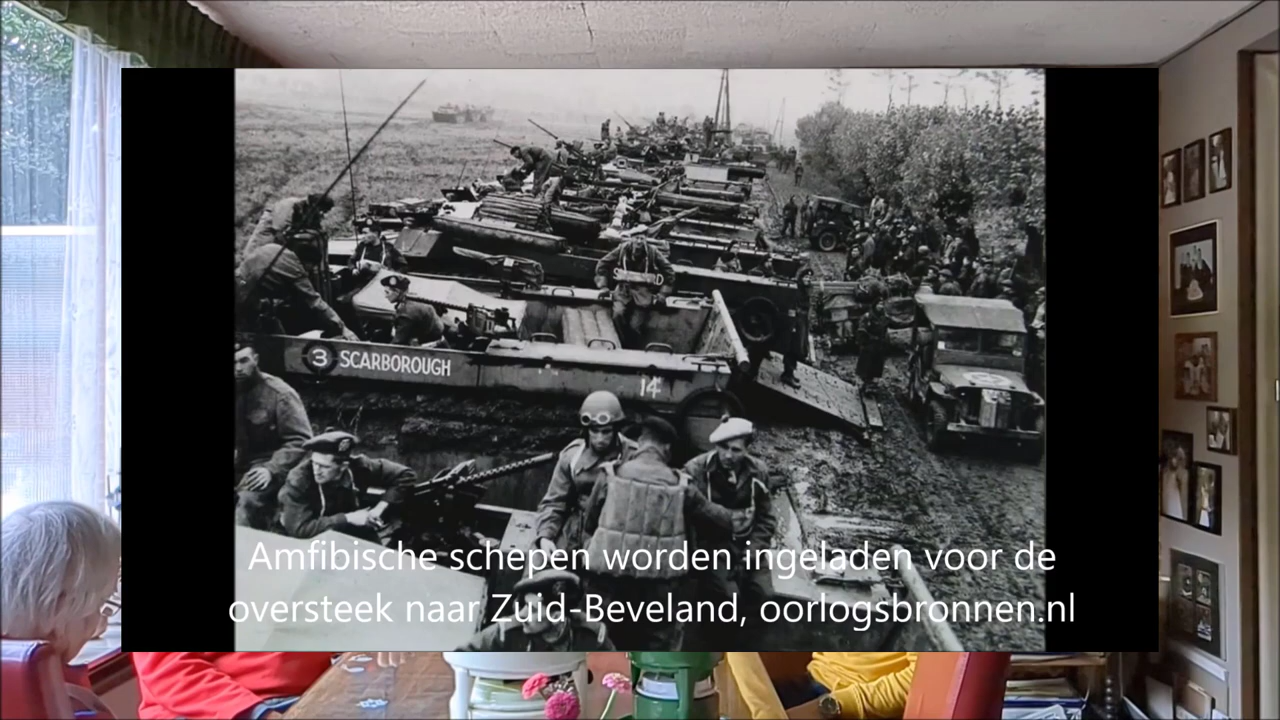 3 SCARBOROUGH
14
Amfibische schepen worden ingeladen voor de
oversteek naar Zuid-Beveland, oorlogsbronnen.nl